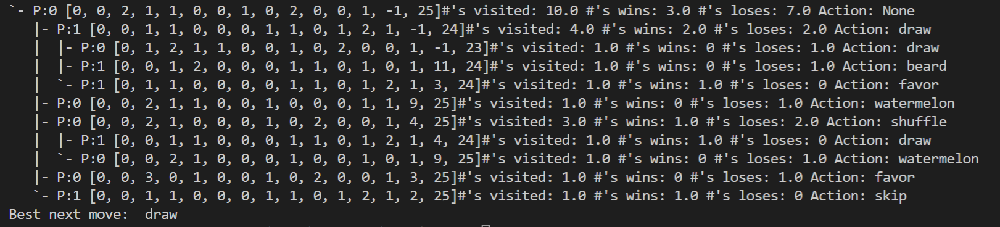 `- P:0 [0, 0, 2, 1, 1, 0, 0, 1, 0, 2, 0, 0, 1, -1, 25]#'s visited: 10.0 #'s wins: 3.0 #'s loses: 7.0 Action: None
|- P:1 [0, 0, 1, 1, 0, 0, 0, 1, 1, 0, 1, 2, 1, -1, 24]#'s visited: 4.0 #'s wins: 2.0 #'s loses: 2.0 Action: draw
| |- P:0 [0, 1, 2, 1, 1, 0, 0, 1, 0, 2, 0, 0, 1, -1, 23]#'s visited: 1.0 #'s wins: 0 #'s loses: 1.0 Action: draw
| |- P:1 [0, 0, 1, 2, 0, 0, 0, 1, 1, 0, 1, 0, 1, 11, 24]#'s visited: 1.0 #'s wins: 0 #'s loses: 1.0 Action: beard
| `- P:1 [0, 1, 1, 0, 0, 0, 0, 1, 1, 0, 1, 2, 1, 3, 24]#'s visited: 1.0 #'s wins: 1.0 #'s loses: 0 Action: favor
|- P:0 [0, 0, 2, 1, 1, 0, 0, 1, 0, 0, 0, 1, 1, 9, 25]#'s visited: 1.0 #'s wins: 0 #'s loses: 1.0 Action: watermelon
|- P:0 [0, 0, 2, 1, 0, 0, 0, 1, 0, 2, 0, 0, 1, 4, 25]#'s visited: 3.0 #'s wins: 1.0 #'s loses: 2.0 Action: shuffle
| |- P:1 [0, 0, 1, 1, 0, 0, 0, 1, 1, 0, 1, 2, 1, 4, 24]#'s visited: 1.0 #'s wins: 1.0 #'s loses: 0 Action: draw
| `- P:0 [0, 0, 2, 1, 0, 0, 0, 1, 0, 0, 1, 0, 1, 9, 25]#'s visited: 1.0 #'s wins: 0 #'s loses: 1.0 Action: watermelon
|- P:0 [0, 0, 3, 0, 1, 0, 0, 1, 0, 2, 0, 0, 1, 3, 25]#'s visited: 1.0 #'s wins: 0 #'s loses: 1.0 Action: favor
`- P:1 [0, 0, 1, 1, 0, 0, 0, 1, 1, 0, 1, 2, 1, 2, 25]#'s visited: 1.0 #'s wins: 1.0 #'s loses: 0 Action: skip
Best next move:  draw